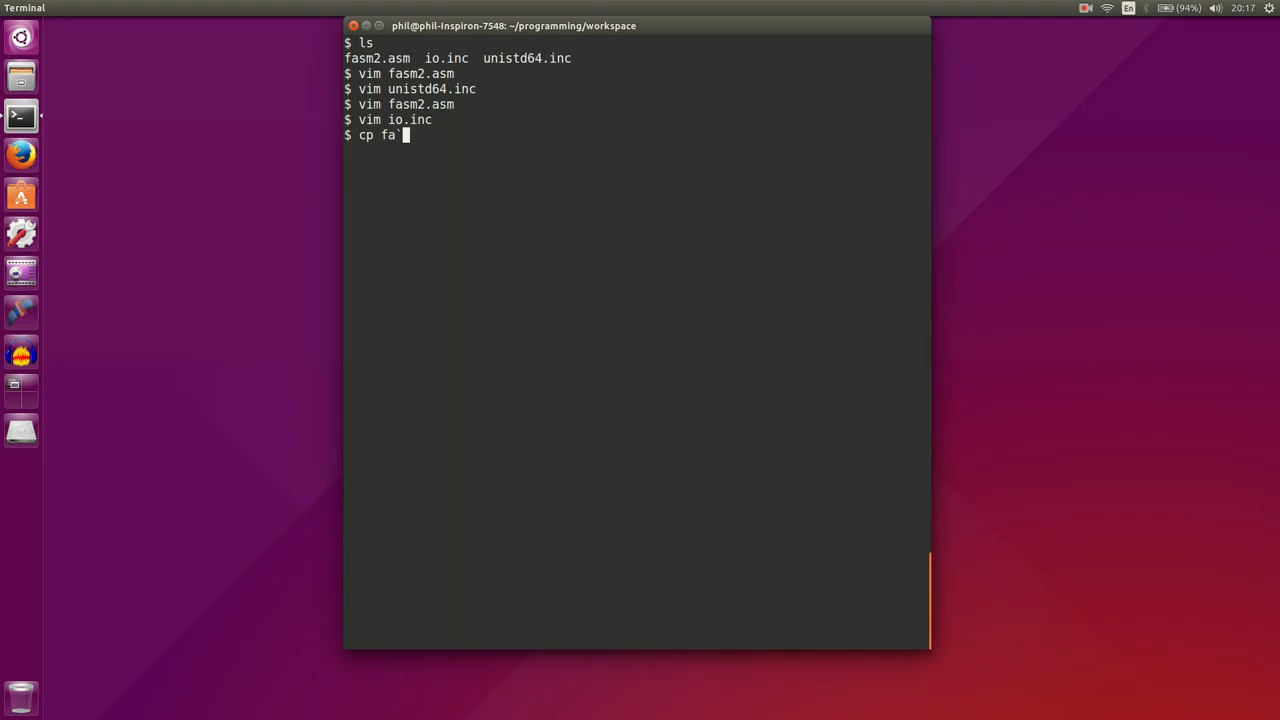 Terminal
En
(94%)
20:17
phil@phil-Inspiron-7548: ~/programming/workspace
$ ls
fasm2.asm  io.inc  unistd64.inc
$ vim fasm2.asm
$ vim unistd64.inc
$ vim fasm2.asm
$ vim io.inc
$ cp fa`